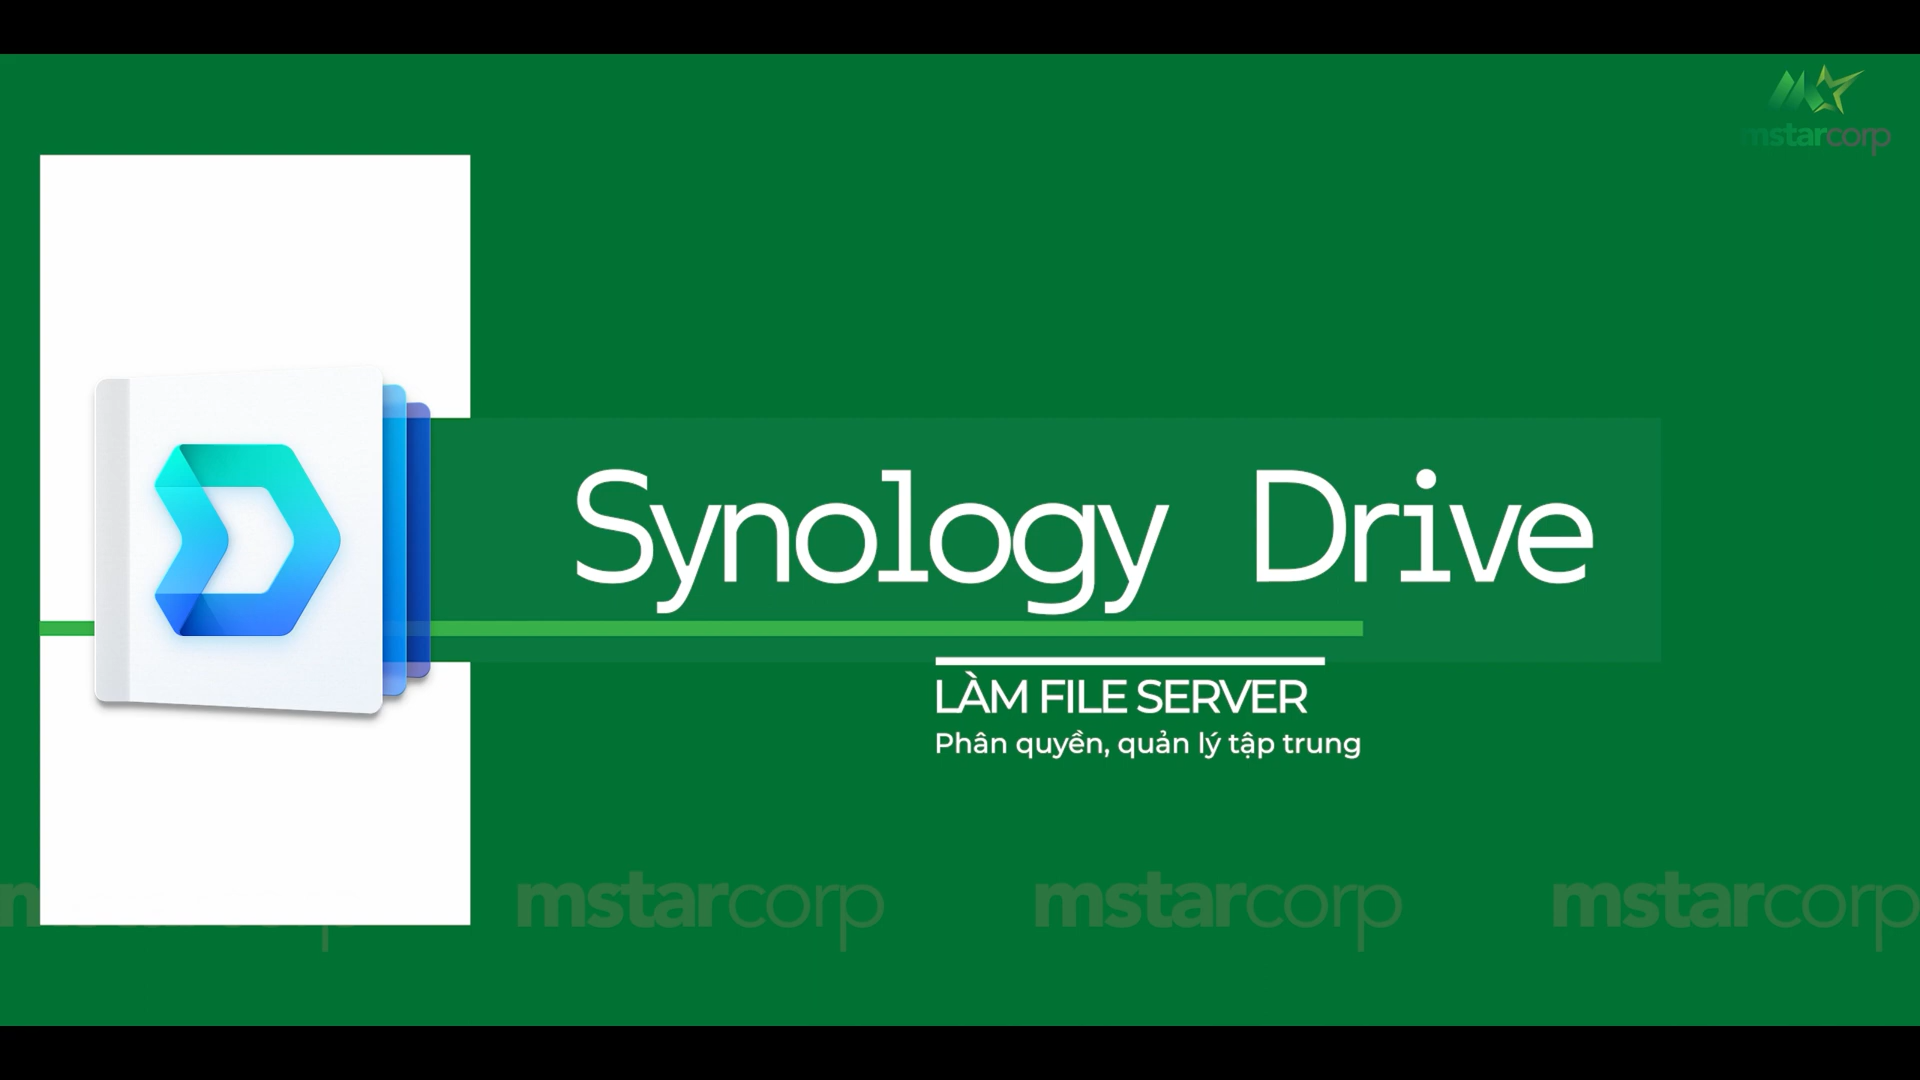 mstarcorp
Synology Drive
LÀM FILE SERVER
Phân quyền, quản lý tập trung
mstarcorp mstarcorp mstarcorp